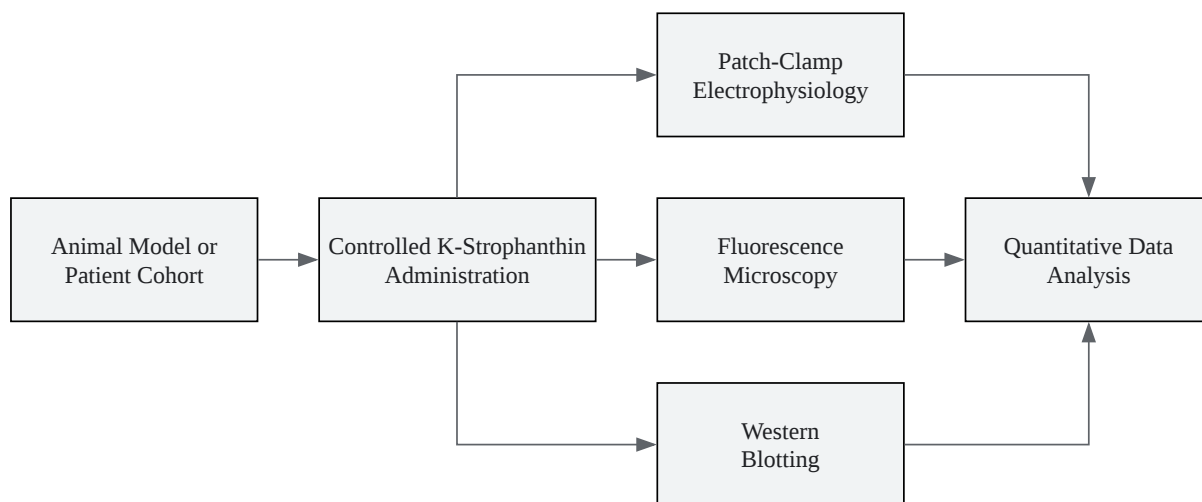 Patch-Clamp
Electrophysiology
Animal Model or
Patient Cohort
Controlled K-Strophanthin
Administration
Fluorescence
Microscopy
Quantitative Data
Analysis
Western
Blotting